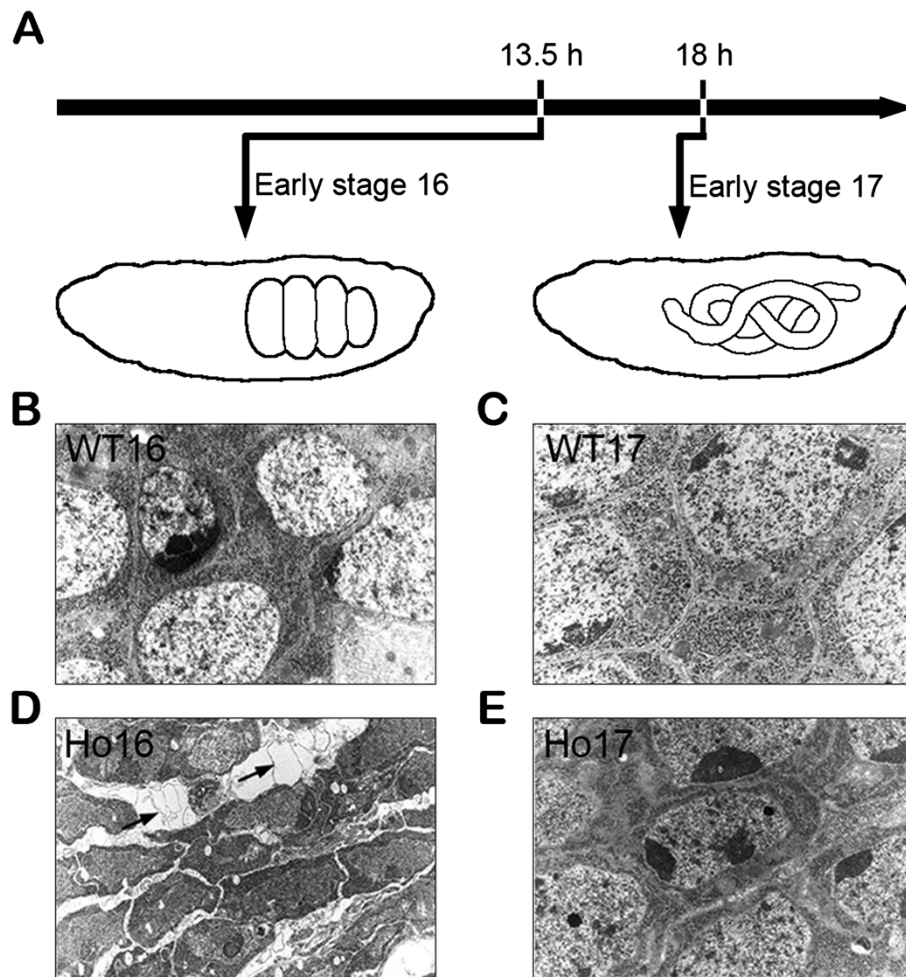 A
13.5 h
18 h
Early stage 16
Early stage 17
B
WT16
C
WT17
D
Ho16
E
Ho17